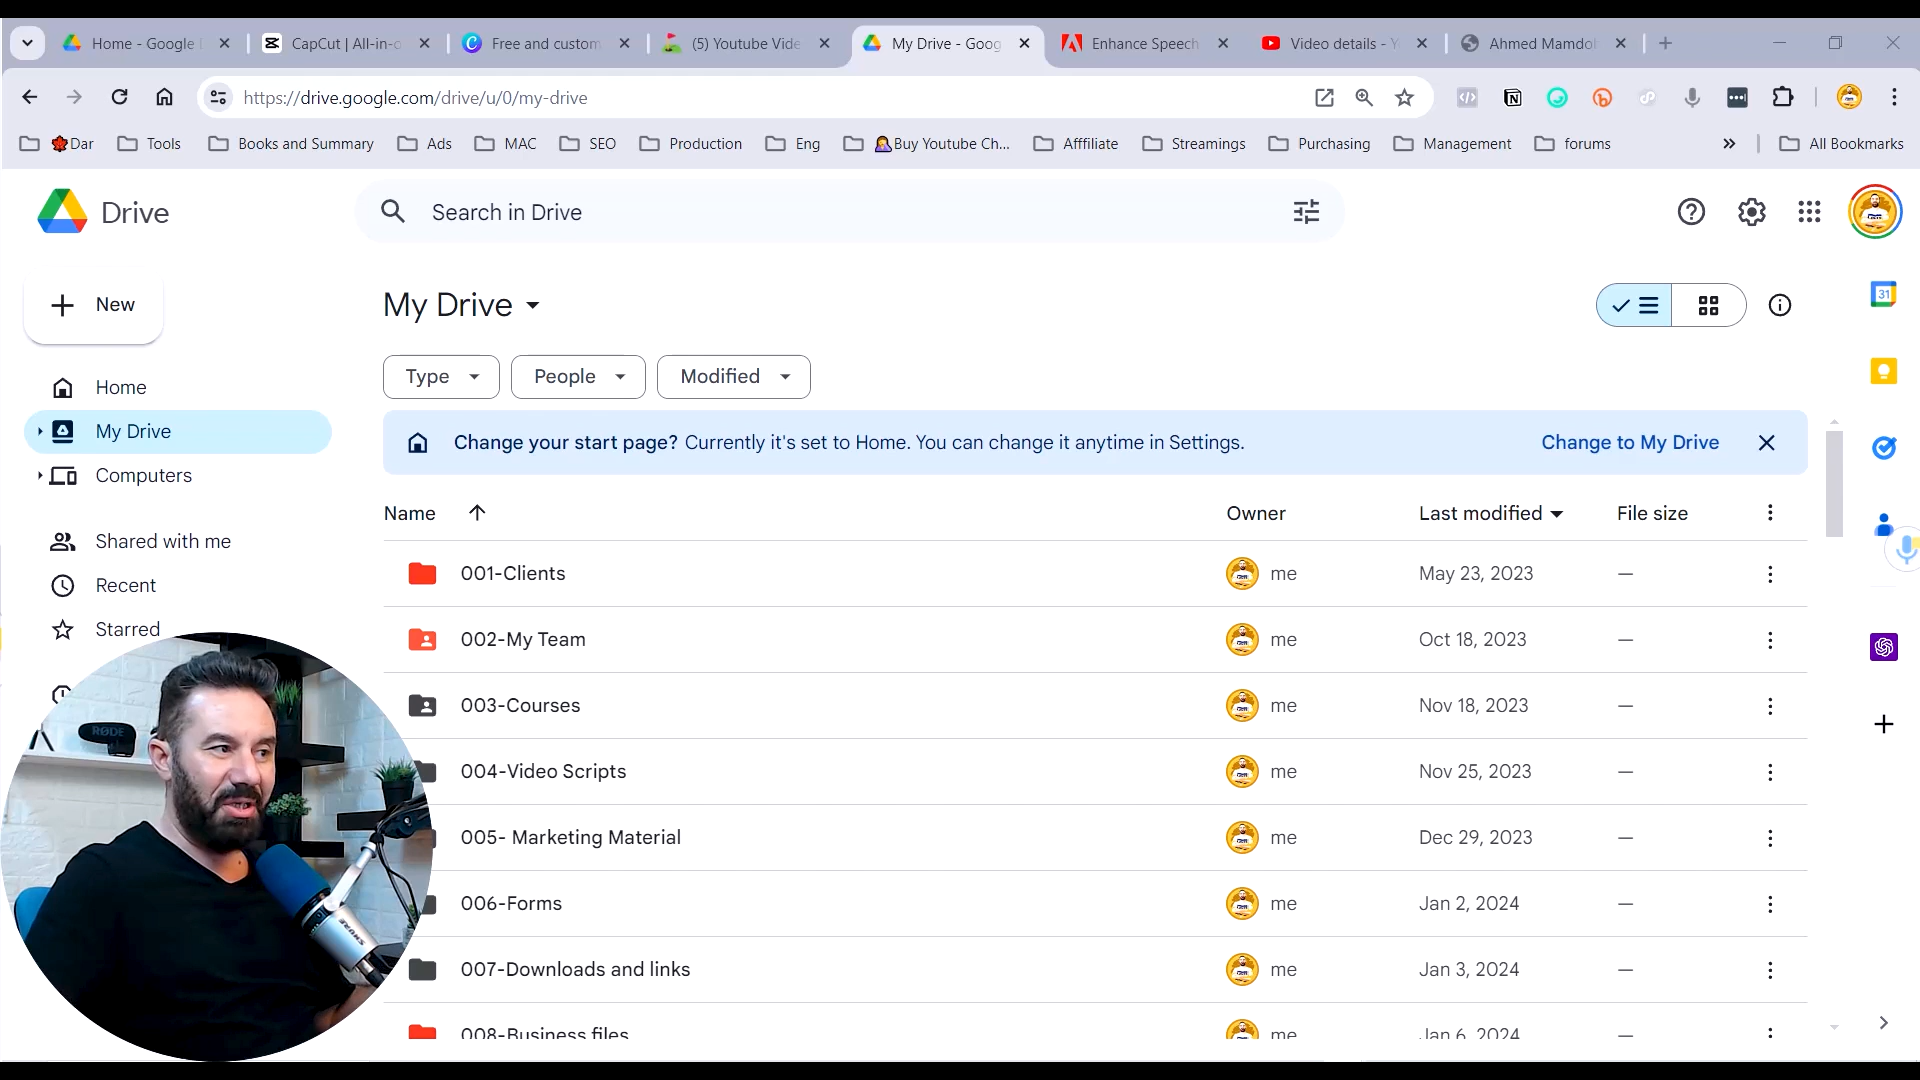 Home - Google
CapCut | All-in-o
Free and custom
(5) Youtube Vide
My Drive - Goog
Enhance Speech
Video details - Y
Ahmed Mamdo
https://drive.google.com/drive/u/0/my-drive
Dar
Tools
Books and Summary
Ads
MAC
SEO
Production
Eng
Buy Youtube Ch...
Afffiliate
Streamings
Purchasing
Management
forums
All Bookmarks
Drive
Search in Drive
New
My Drive
31
Type
People
Modified
Home
My Drive
Computers
Shared with me
Recent
Starred
Change your start page? Currently it's set to Home. You can change it anytime in Settings.
Change to My Drive
Name
Owner
Last modified
File size
001-Clients me May 23, 2023 —
002-My Team me Oct 18, 2023 —
003-Courses me Nov 18, 2023 —
004-Video Scripts me Nov 25, 2023 —
005- Marketing Material me Dec 29, 2023 —
006-Forms me Jan 2, 2024 —
007-Downloads and links me Jan 3, 2024 —
008-Business files me Jan 6, 2024 —
RØDE
SHURE